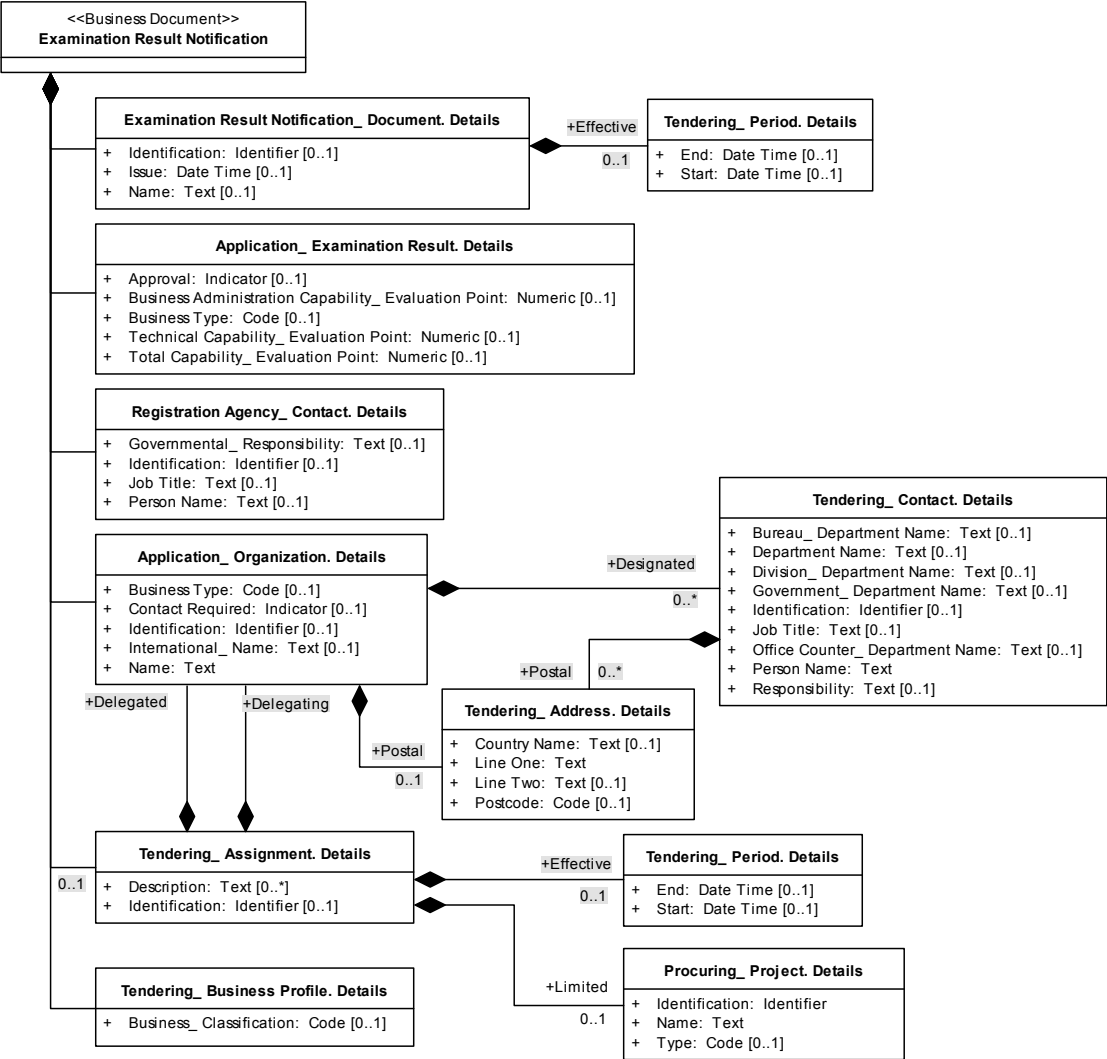 <<Business Document>>
Examination Result Notification
Examination Result Notification_ Document. Details
+ Identification: Identifier [0..1]
+ Issue: Date Time [0..1]
+ Name: Text [0..1]
+Effective
0..1
Tendering_ Period. Details
+ End: Date Time [0..1]
+ Start: Date Time [0..1]
Application_ Examination Result. Details
+ Approval: Indicator [0..1]
+ Business Administration Capability_ Evaluation Point: Numeric [0..1]
+ Business Type: Code [0..1]
+ Technical Capability_ Evaluation Point: Numeric [0..1]
+ Total Capability_ Evaluation Point: Numeric [0..1]
Registration Agency_ Contact. Details
+ Governmental_ Responsibility: Text [0..1]
+ Identification: Identifier [0..1]
+ Job Title: Text [0..1]
+ Person Name: Text [0..1]
Application_ Organization. Details
+ Business Type: Code [0..1]
+ Contact Required: Indicator [0..1]
+ Identification: Identifier [0..1]
+ International_ Name: Text [0..1]
+ Name: Text
+Designated
0..*
Tendering_ Contact. Details
+ Bureau_ Department Name: Text [0..1]
+ Department Name: Text [0..1]
+ Division_ Department Name: Text [0..1]
+ Government_ Department Name: Text [0..1]
+ Identification: Identifier [0..1]
+ Job Title: Text [0..1]
+ Office Counter_ Department Name: Text [0..1]
+ Person Name: Text
+ Responsibility: Text [0..1]
+Postal
0..*
+Delegated
+Delegating
+Postal
0..1
Tendering_ Address. Details
+ Country Name: Text [0..1]
+ Line One: Text
+ Line Two: Text [0..1]
+ Postcode: Code [0..1]
0..1
Tendering_ Assignment. Details
+ Description: Text [0..*]
+ Identification: Identifier [0..1]
+Effective
0..1
Tendering_ Period. Details
+ End: Date Time [0..1]
+ Start: Date Time [0..1]
+Limited
0..1
Procuring_ Project. Details
+ Identification: Identifier
+ Name: Text
+ Type: Code [0..1]
Tendering_ Business Profile. Details
+ Business_ Classification: Code [0..1]